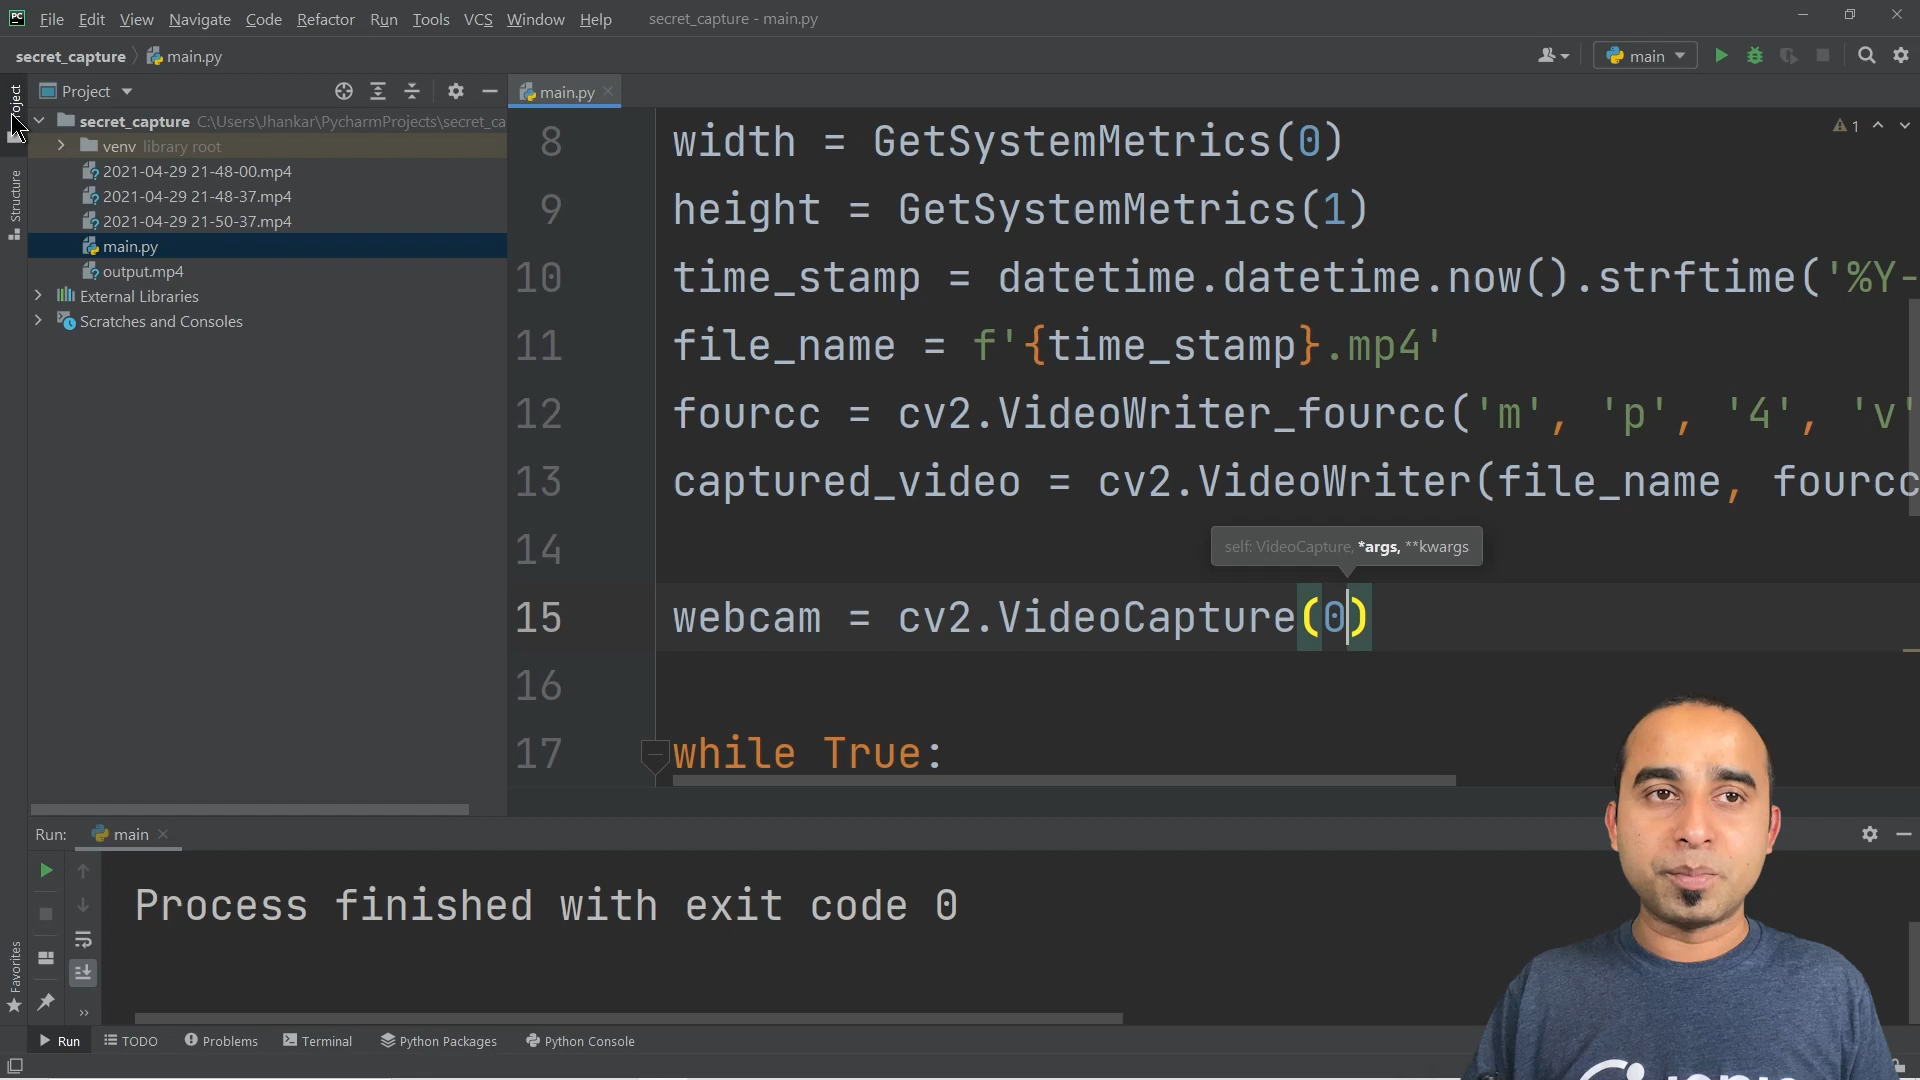 PC File Edit View Navigate Code Refactor Run Tools VCS Window Help secret_capture - main.py
secret_capture main.py main
Project
main.py
secret_capture C:\Users\Jhankar\PycharmProjects\secret_ca
venv library root
2021-04-29 21-48-00.mp4
2021-04-29 21-48-37.mp4
2021-04-29 21-50-37.mp4
main.py
output.mp4
External Libraries
Scratches and Consoles
Project
Structure
Favorites
1
8 width = GetSystemMetrics(0)
9 height = GetSystemMetrics(1)
10 time_stamp = datetime.datetime.now().strftime('%Y-
11 file_name = f'{time_stamp}.mp4'
12 fourcc = cv2.VideoWriter_fourcc('m', 'p', '4', 'v'
13 captured_video = cv2.VideoWriter(file_name, fourcc
14
self: VideoCapture, *args, **kwargs
15 webcam = cv2.VideoCapture(0)
16
17 while True:
Run: main
Process finished with exit code 0
Run TODO Problems Terminal Python Packages Python Console